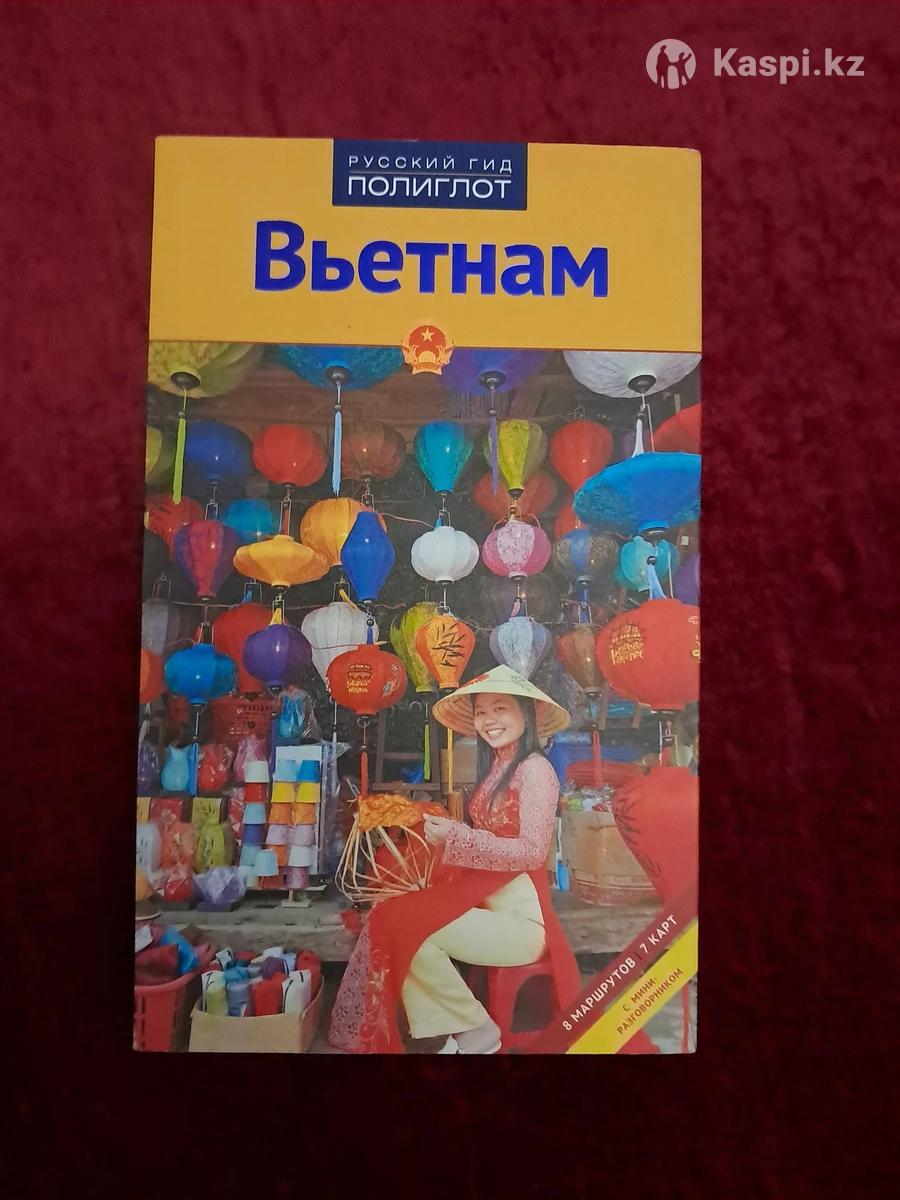 Kaspi.kz
РУССКИЙ ГИД
ПОЛИГЛОТ
Вьетнам
8 МАРШРУТОВ | 7 КАРТ
С МИНИ-
РАЗГОВОРНИКОМ